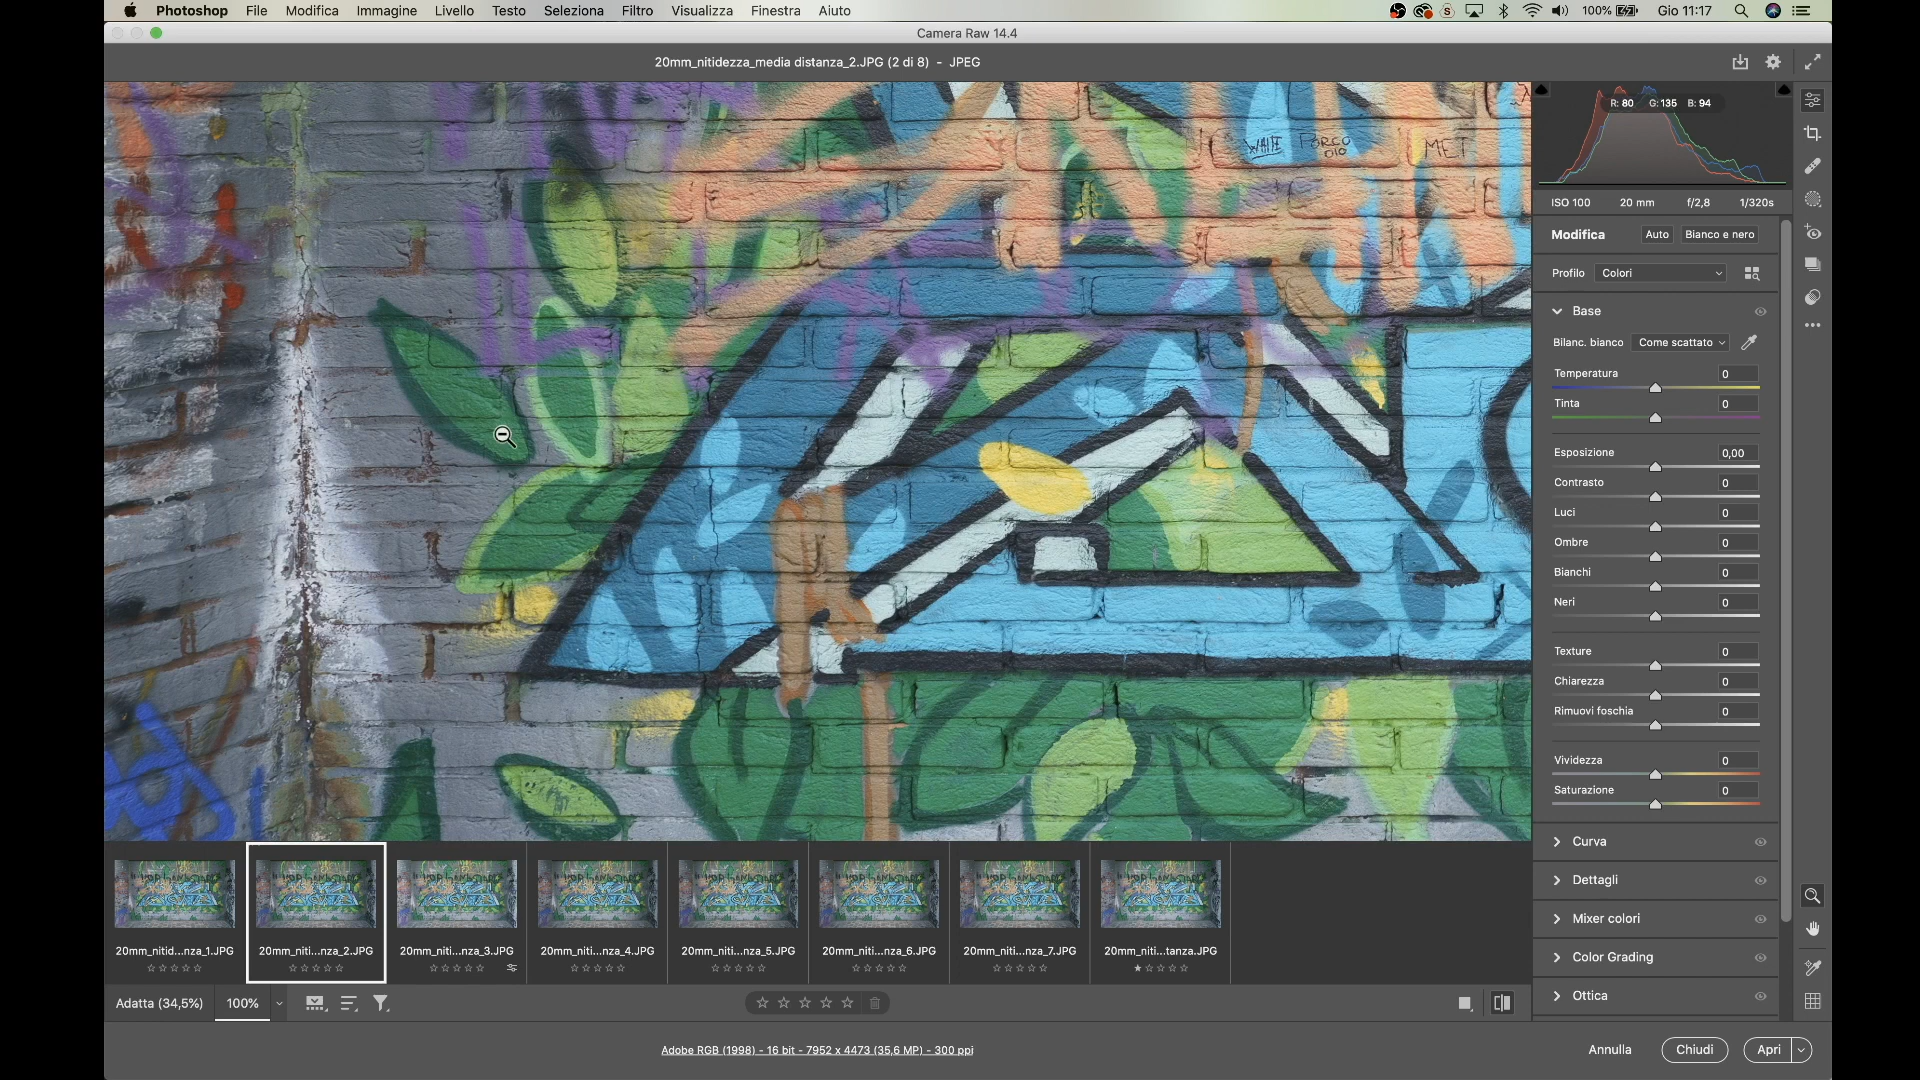 Photoshop File Modifica Immagine Livello Testo Seleziona Filtro Visualizza Finestra Aiuto 100% Gio 11:17
Camera Raw 14.4
20mm_nitidezza_media distanza_2.JPG (2 di 8) - JPEG
R: 80 G: 135 B: 94
WHITE PORCO DIO MET
ISO 100 20 mm f/2,8 1/320s
Modifica Auto Bianco e nero
Profilo Colori
Base
Bilanc. bianco Come scattato
Temperatura 0
Tinta 0
Esposizione 0,00
Contrasto 0
Luci 0
Ombre 0
Bianchi 0
Neri 0
Texture 0
Chiarezza 0
Rimuovi foschia 0
Vividezza 0
Saturazione 0
Curva
Dettagli
Mixer colori
Color Grading
Ottica
20mm_nitid...nza_1.JPG 20mm_niti...nza_2.JPG 20mm_niti...nza_3.JPG 20mm_niti...nza_4.JPG 20mm_niti...nza_5.JPG 20mm_niti...nza_6.JPG 20mm_niti...nza_7.JPG 20mm_niti...tanza.JPG
Adatta (34,5%) 100%
Adobe RGB (1998) - 16 bit - 7952 x 4473 (35,6 MP) - 300 ppi
Annulla Chiudi Apri